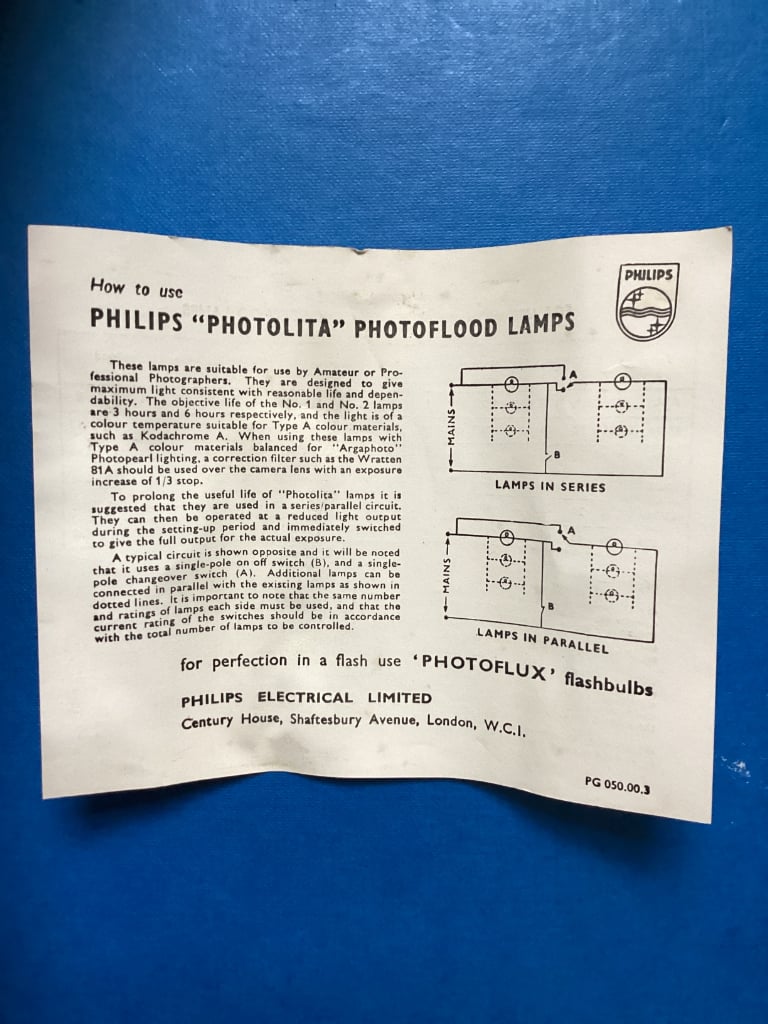 How to use
PHILIPS
PHILIPS "PHOTOLITA" PHOTOFLOOD LAMPS
These lamps are suitable for use by Amateur or Pro-
fessional Photographers. They are designed to give
maximum light consistent with reasonable life and depen-
dability. The objective life of the No. 1 and No. 2 lamps
are 3 hours and 6 hours respectively, and the light is of a
colour temperature suitable for Type A colour materials,
such as Kodachrome A. When using these lamps with
Type A colour materials balanced for "Argaphoto"
Photopearl lighting, a correction filter such as the Wratten
81A should be used over the camera lens with an exposure
increase of 1/3 stop.
To prolong the useful life of "Photolita" lamps it is
suggested that they are used in a series/parallel circuit.
They can then be operated at a reduced light output
during the setting-up period and immediately switched
to give the full output for the actual exposure.
A typical circuit is shown opposite and it will be noted
that it uses a single-pole on off switch (B), and a single-
pole changeover switch (A). Additional lamps can be
connected in parallel with the existing lamps as shown in
dotted lines. It is important to note that the same number
and ratings of lamps each side must be used, and that the
current rating of the switches should be in accordance
with the total number of lamps to be controlled.
A
MAINS
B
LAMPS IN SERIES
A
MAINS
B
LAMPS IN PARALLEL
for perfection in a flash use 'PHOTOFLUX' flashbulbs
PHILIPS ELECTRICAL LIMITED
Century House, Shaftesbury Avenue, London, W.C.I.
PG 050.00.3